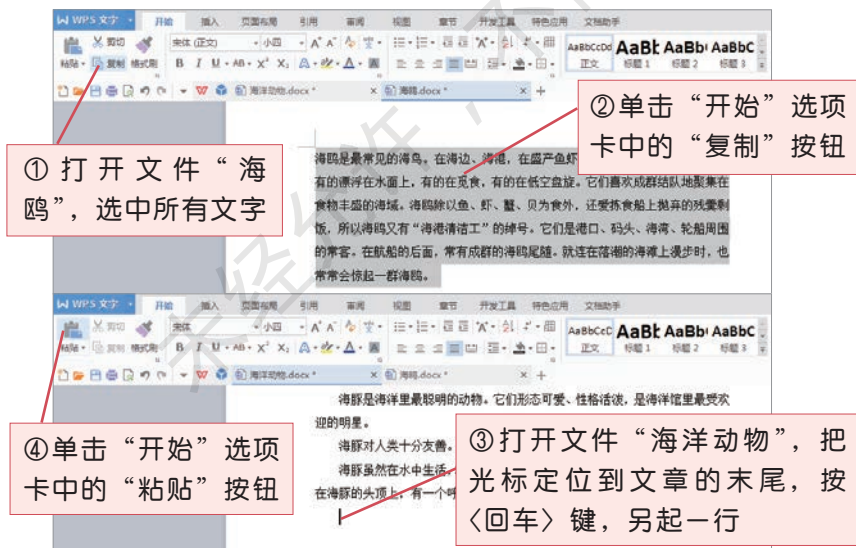 WPS 文字 开始 插入 页面布局 引用 审阅 视图 章节 开发工具 特色应用 文档助手
剪切 宋体 (正文) 小四
粘贴 复制 格式刷 B I U AB X² X₂ A AaBbCcDd AaBb AaBb AaBbC
正文 标题 1 标题 2 标题 3
海洋动物.docx * × 海鸥.docx * × +
②单击“开始”选项
卡中的“复制”按钮
①打开文件“海
鸥”，选中所有文字
海鸥是最常见的海鸟。在海边、海港，在盛产鱼虾
有的漂浮在水面上，有的在觅食，有的在低空盘旋。它们喜欢成群结队地聚集在
食物丰盛的海域。海鸥除以鱼、虾、蟹、贝为食外，还爱拣食船上抛弃的残羹剩
饭，所以海鸥又有“海港清洁工”的绰号。它们是港口、码头、海湾、轮船周围
的常客。在航船的后面，常有成群的海鸥尾随。就连在落潮的海滩上漫步时，也
常常会惊起一群海鸥。
WPS 文字 开始 插入 页面布局 引用 审阅 视图 章节 开发工具 特色应用 文档助手
剪切 宋体 小四
粘贴 复制 格式刷 B I U AB X² X₂ A AaBbCcD AaBb AaBb AaBbC
正文 标题 1 标题 2 标题 3
海洋动物.docx * × 海鸥.docx * × +
海豚是海洋里最聪明的动物。它们形态可爱、性格活泼，是海洋馆里最受欢
迎的明星。
海豚对人类十分友善。
海豚虽然在水中生活，
在海豚的头顶上，有一个呼
④单击“开始”选项
卡中的“粘贴”按钮
③打开文件“海洋动物”，把
光标定位到文章的末尾，按
〈回车〉键，另起一行
未经允许，不